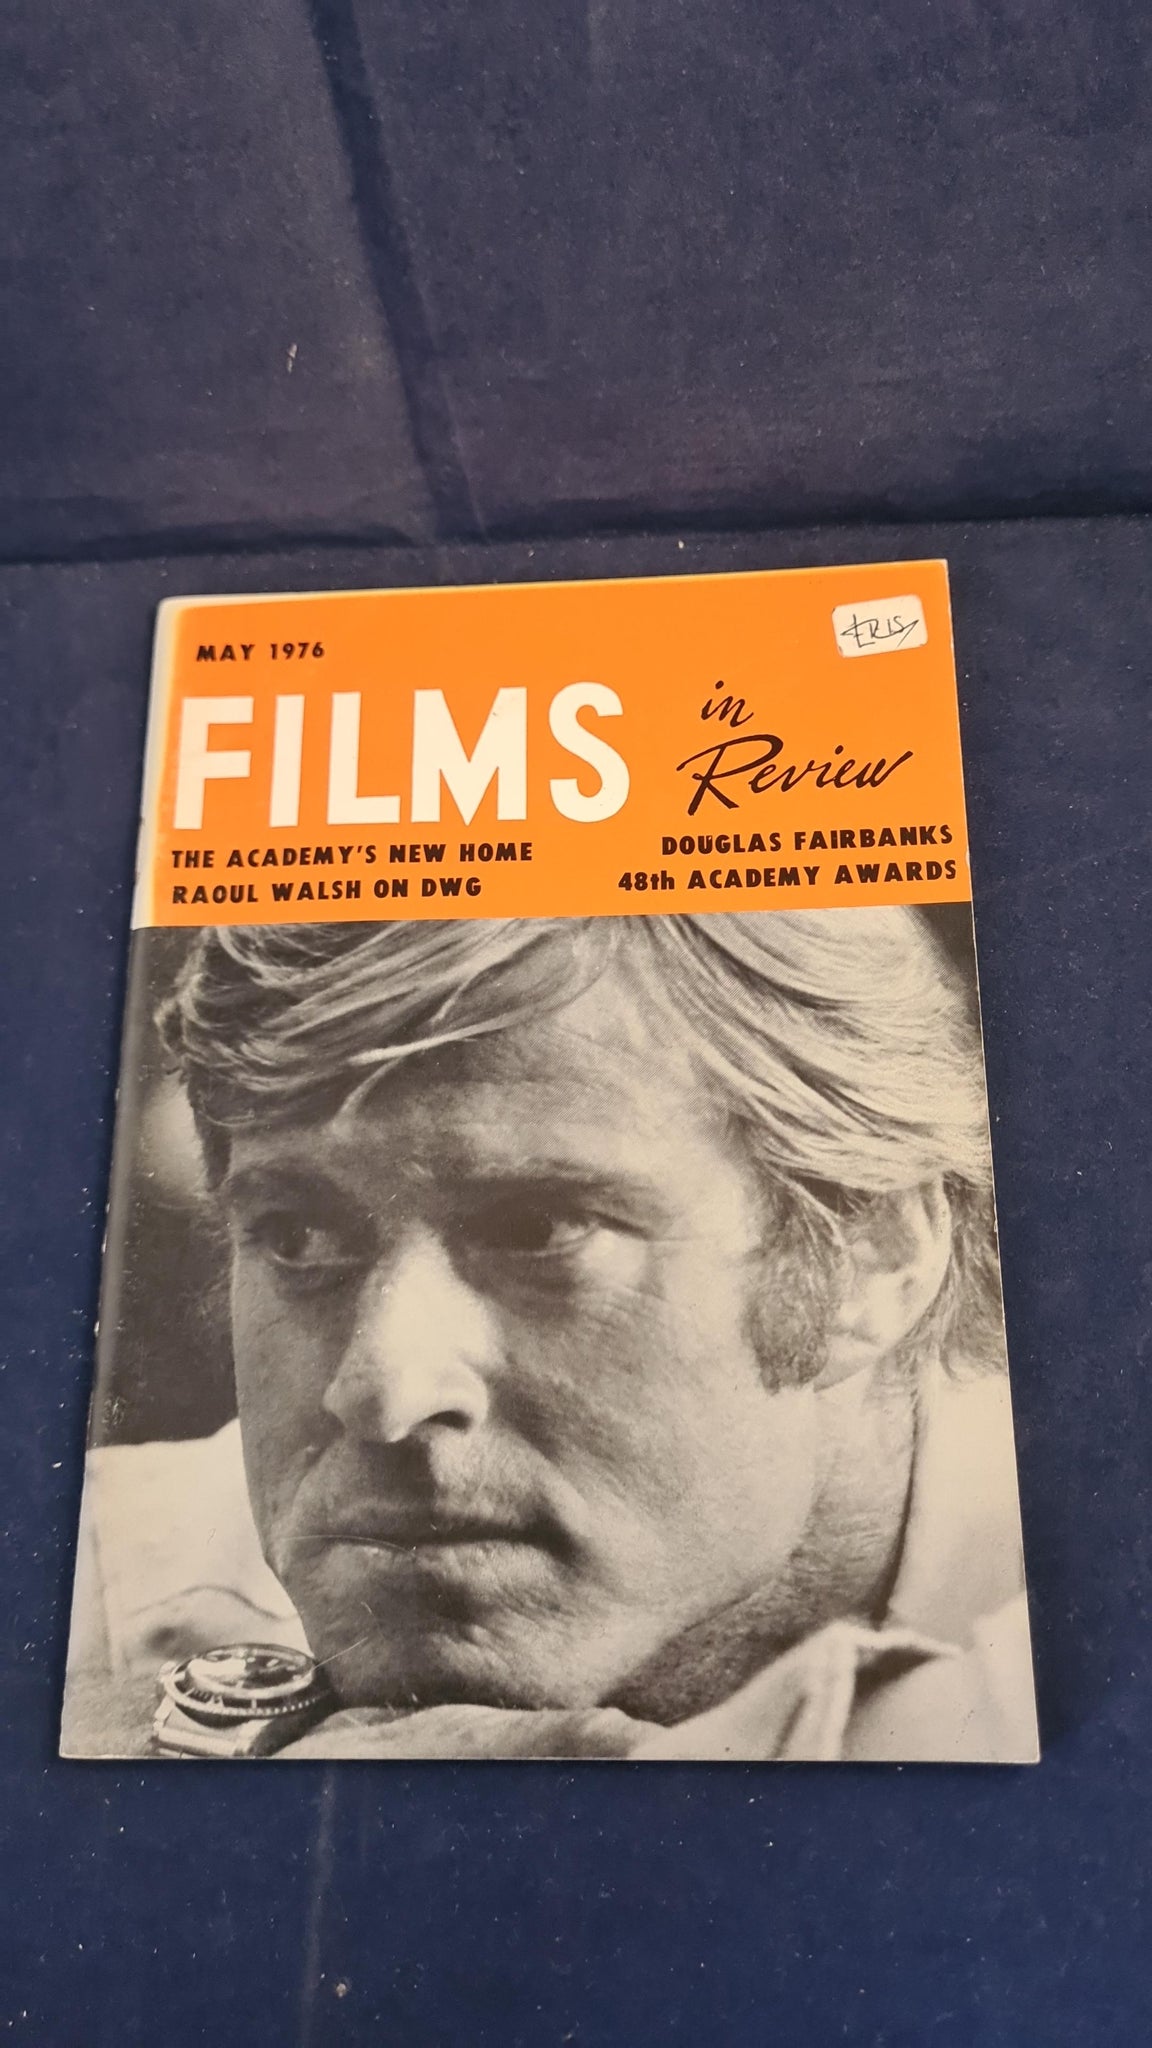 MAY 1976
FILMS in Review
THE ACADEMY'S NEW HOME
RAOUL WALSH ON DWG
DOUGLAS FAIRBANKS
48th ACADEMY AWARDS